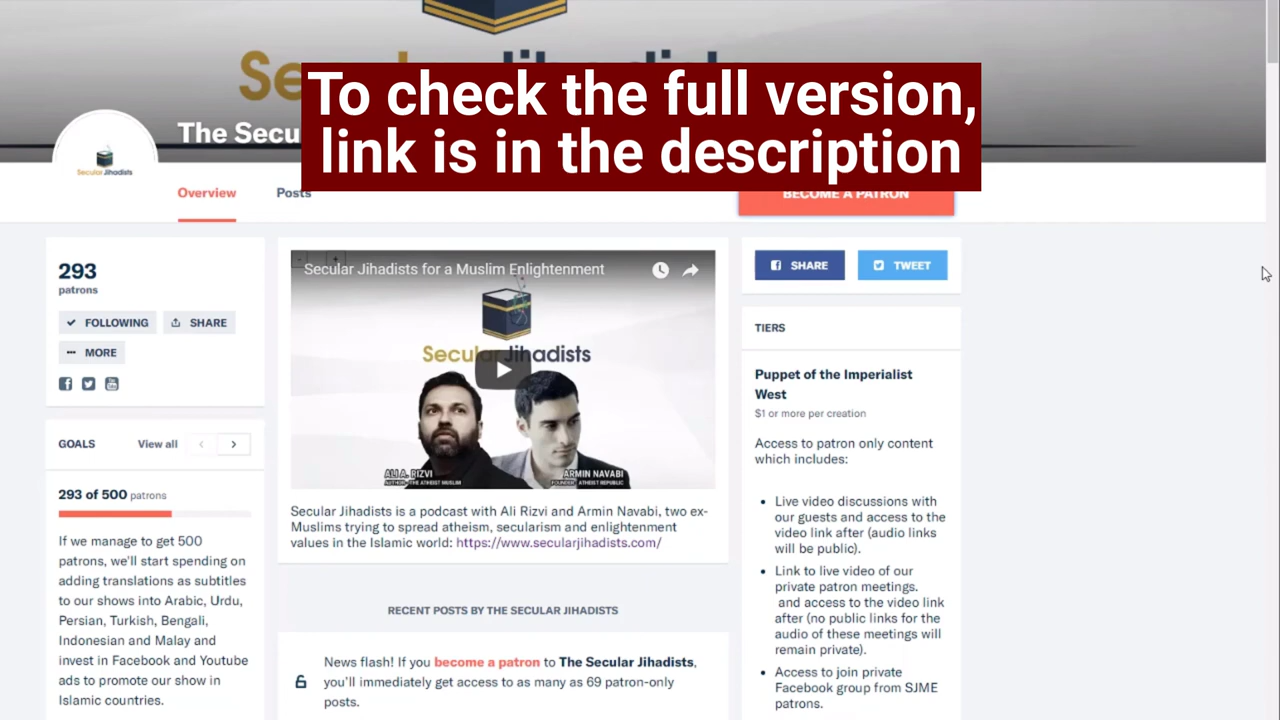 To check the full version,
link is in the description
The Secu
Secular Jihadists
Overview
Posts
BECOME A PATRON
293
patrons
FOLLOWING
SHARE
MORE
GOALS
View all
293 of 500 patrons
If we manage to get 500
patrons, we'll start spending on
adding translations as subtitles
to our shows into Arabic, Urdu,
Persian, Turkish, Bengali,
Indonesian and Malay and
invest in Facebook and Youtube
ads to promote our show in
Islamic countries.
Secular Jihadists for a Muslim Enlightenment
Secular Jihadists
ALI A. RIZVI
AUTHOR - THE ATHEIST MUSLIM
ARMIN NAVABI
FOUNDER - ATHEIST REPUBLIC
Secular Jihadists is a podcast with Ali Rizvi and Armin Navabi, two ex-
Muslims trying to spread atheism, secularism and enlightenment
values in the Islamic world: https://www.secularjihadists.com/
RECENT POSTS BY THE SECULAR JIHADISTS
News flash! If you become a patron to The Secular Jihadists,
you'll immediately get access to as many as 69 patron-only
posts.
SHARE
TWEET
TIERS
Puppet of the Imperialist
West
$1 or more per creation
Access to patron only content
which includes:
• Live video discussions with
our guests and access to the
video link after (audio links
will be public).
• Link to live video of our
private patron meetings.
and access to the video link
after (no public links for the
audio of these meetings will
remain private).
• Access to join private
Facebook group from SJME
patrons.